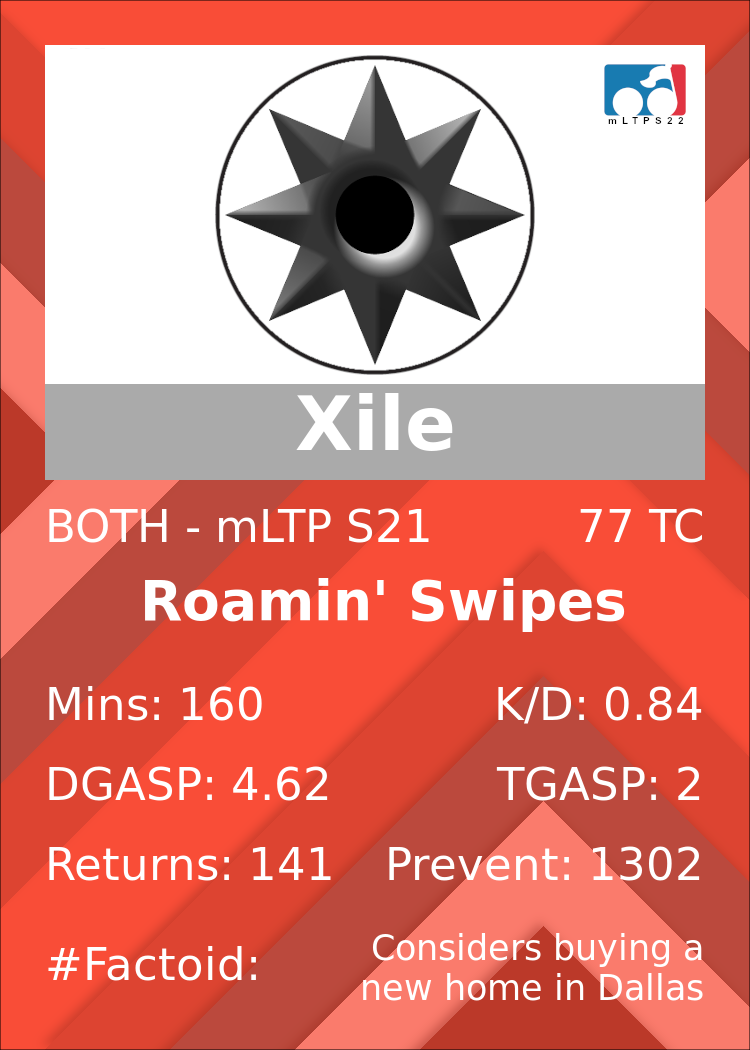 mLTPS22
Xile
BOTH - mLTP S21 77 TC
Roamin' Swipes
Mins: 160 K/D: 0.84
DGASP: 4.62 TGASP: 2
Returns: 141 Prevent: 1302
#Factoid: Considers buying a
new home in Dallas